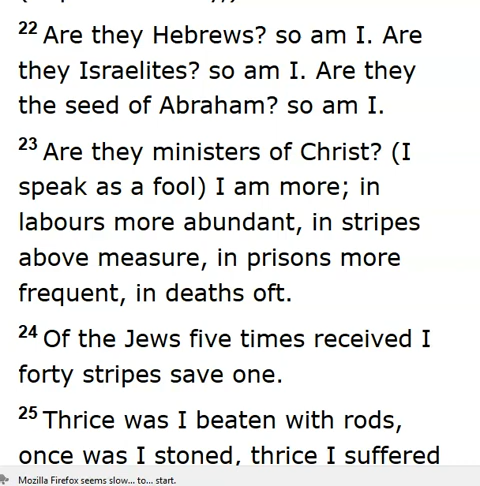 22 Are they Hebrews? so am I. Are
they Israelites? so am I. Are they
the seed of Abraham? so am I.
23 Are they ministers of Christ? (I
speak as a fool) I am more; in
labours more abundant, in stripes
above measure, in prisons more
frequent, in deaths oft.
24 Of the Jews five times received I
forty stripes save one.
25 Thrice was I beaten with rods,
once was I stoned, thrice I suffered
Mozilla Firefox seems slow... to... start.